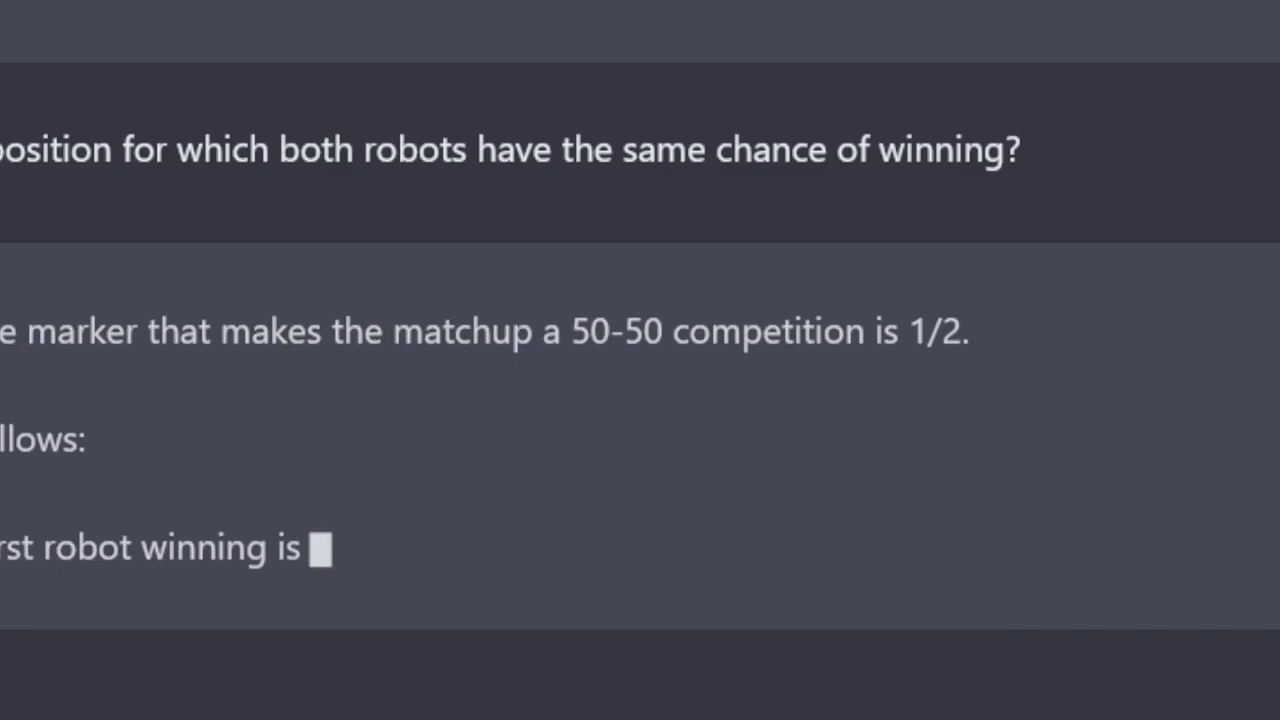 position for which both robots have the same chance of winning?
e marker that makes the matchup a 50-50 competition is 1/2.
llows:
rst robot winning is